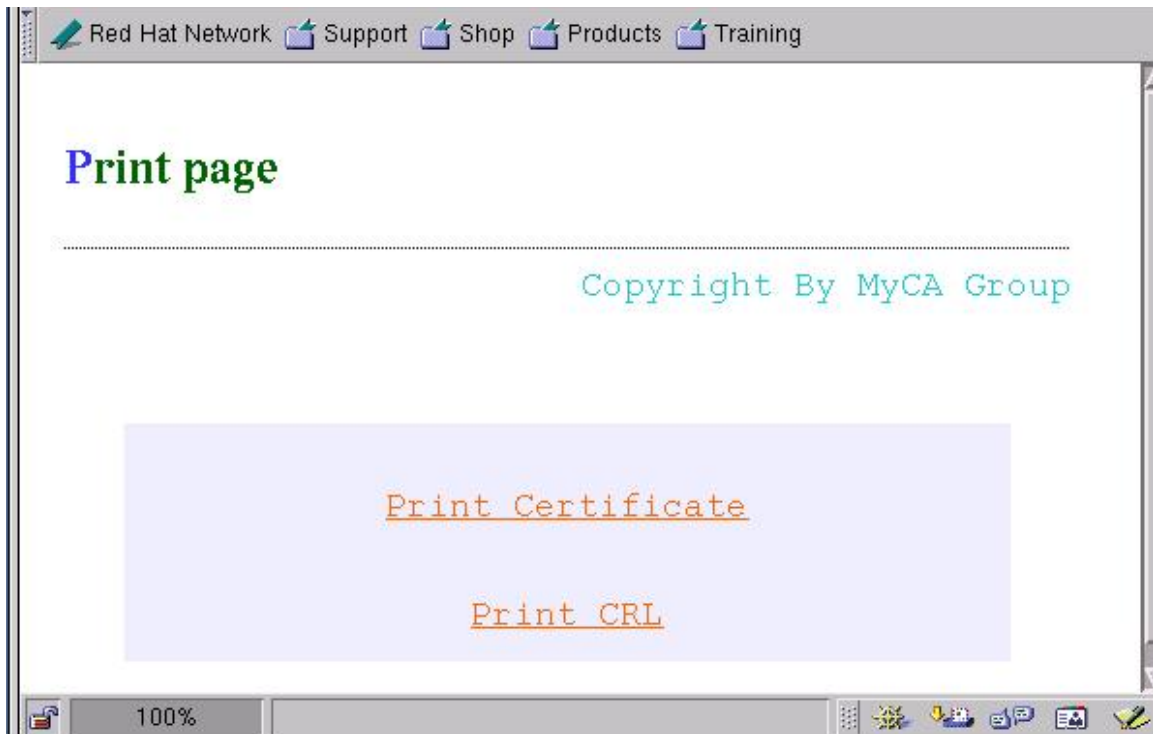 Red Hat Network Support Shop Products Training
Print page
Copyright By MyCA Group
Print Certificate
Print CRL
100%